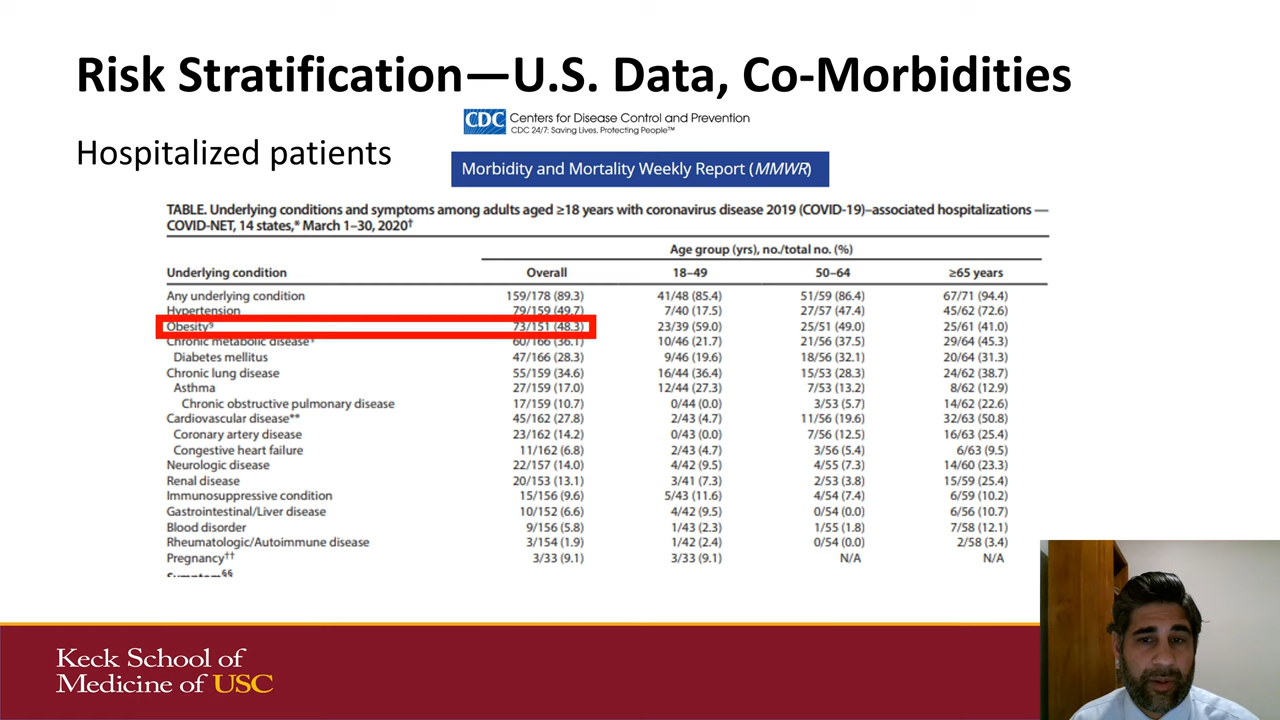 Risk Stratification—U.S. Data, Co-Morbidities
CDC Centers for Disease Control and Prevention
CDC 24/7: Saving Lives, Protecting People™
Hospitalized patients
Morbidity and Mortality Weekly Report (MMWR)
TABLE. Underlying conditions and symptoms among adults aged ≥18 years with coronavirus disease 2019 (COVID-19)–associated hospitalizations —
COVID-NET, 14 states,* March 1–30, 2020†
Age group (yrs), no./total no. (%)
Underlying condition Overall 18–49 50–64 ≥65 years
Any underlying condition 159/178 (89.3) 41/48 (85.4) 51/59 (86.4) 67/71 (94.4)
Hypertension 79/159 (49.7) 7/40 (17.5) 27/57 (47.4) 45/62 (72.6)
Obesity§ 73/151 (48.3) 23/39 (59.0) 25/51 (49.0) 25/61 (41.0)
Chronic metabolic disease¶ 60/166 (36.1) 10/46 (21.7) 21/56 (37.5) 29/64 (45.3)
Diabetes mellitus 47/166 (28.3) 9/46 (19.6) 18/56 (32.1) 20/64 (31.3)
Chronic lung disease 55/159 (34.6) 16/44 (36.4) 15/53 (28.3) 24/62 (38.7)
Asthma 27/159 (17.0) 12/44 (27.3) 7/53 (13.2) 8/62 (12.9)
Chronic obstructive pulmonary disease 17/159 (10.7) 0/44 (0.0) 3/53 (5.7) 14/62 (22.6)
Cardiovascular disease** 45/162 (27.8) 2/43 (4.7) 11/56 (19.6) 32/63 (50.8)
Coronary artery disease 23/162 (14.2) 0/43 (0.0) 7/56 (12.5) 16/63 (25.4)
Congestive heart failure 11/162 (6.8) 2/43 (4.7) 3/56 (5.4) 6/63 (9.5)
Neurologic disease 22/157 (14.0) 4/42 (9.5) 4/55 (7.3) 14/60 (23.3)
Renal disease 20/153 (13.1) 3/41 (7.3) 2/53 (3.8) 15/59 (25.4)
Immunosuppressive condition 15/156 (9.6) 5/43 (11.6) 4/54 (7.4) 6/59 (10.2)
Gastrointestinal/Liver disease 10/152 (6.6) 4/42 (9.5) 0/54 (0.0) 6/56 (10.7)
Blood disorder 9/156 (5.8) 1/43 (2.3) 1/55 (1.8) 7/58 (12.1)
Rheumatologic/Autoimmune disease 3/154 (1.9) 1/42 (2.4) 0/54 (0.0) 2/58 (3.4)
Pregnancy†† 3/33 (9.1) 3/33 (9.1) N/A N/A
Symptom§§
Keck School of
Medicine of USC